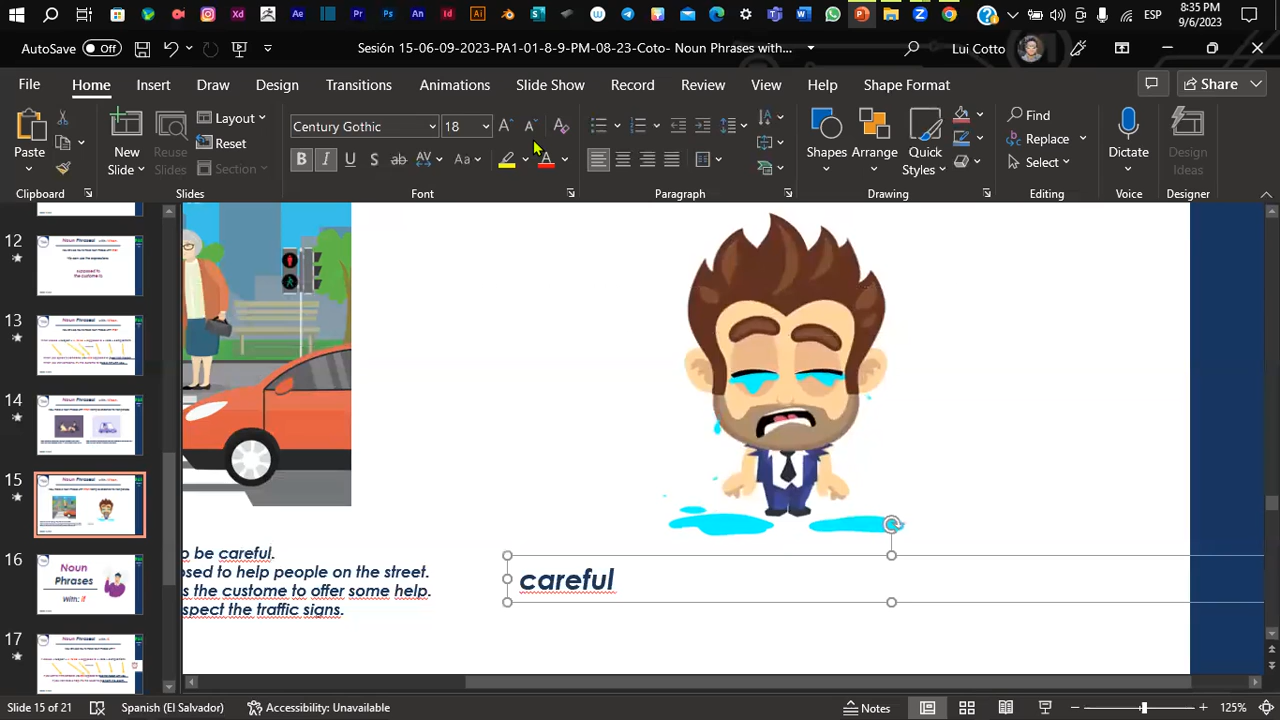 8:35 PM
ESP
9/6/2023
AutoSave Off
Sesión 15-06-09-2023-PA1-01-8-9-PM-08-23-Coto- Noun Phrases with...
Lui Cotto
File Home Insert Draw Design Transitions Animations Slide Show Record Review View Help Shape Format
Share
Paste
New Slide
Reuse Slides
Layout
Reset
Section
Century Gothic
18
Shapes
Arrange
Quick Styles
Find
Replace
Select
Dictate
Design Ideas
Clipboard Slides Font Paragraph Drawing Editing Voice Designer
13
14
15
16
Noun
Phrases
With: if
17
o be careful.
osed to help people on the street.
s the custome to offer some help.
spect the traffic signs.
careful
Slide 15 of 21
Spanish (El Salvador)
Accessibility: Unavailable
Notes
125%